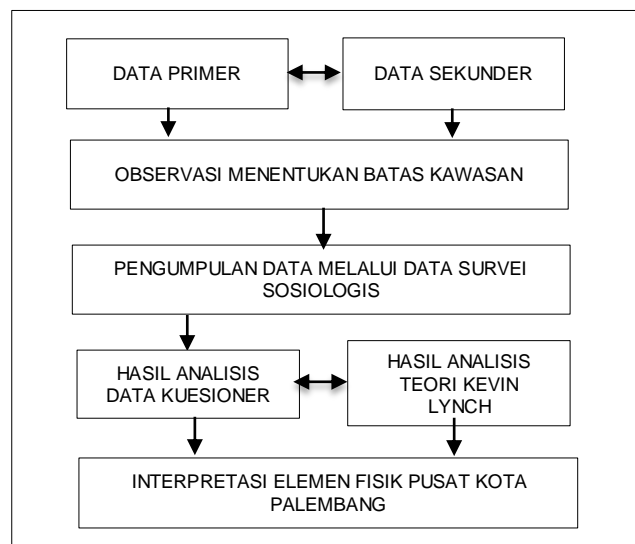 DATA PRIMER
DATA SEKUNDER
OBSERVASI MENENTUKAN BATAS KAWASAN
PENGUMPULAN DATA MELALUI DATA SURVEI
SOSIOLOGIS
HASIL ANALISIS
DATA KUESIONER
HASIL ANALISIS
TEORI KEVIN
LYNCH
INTERPRETASI ELEMEN FISIK PUSAT KOTA
PALEMBANG